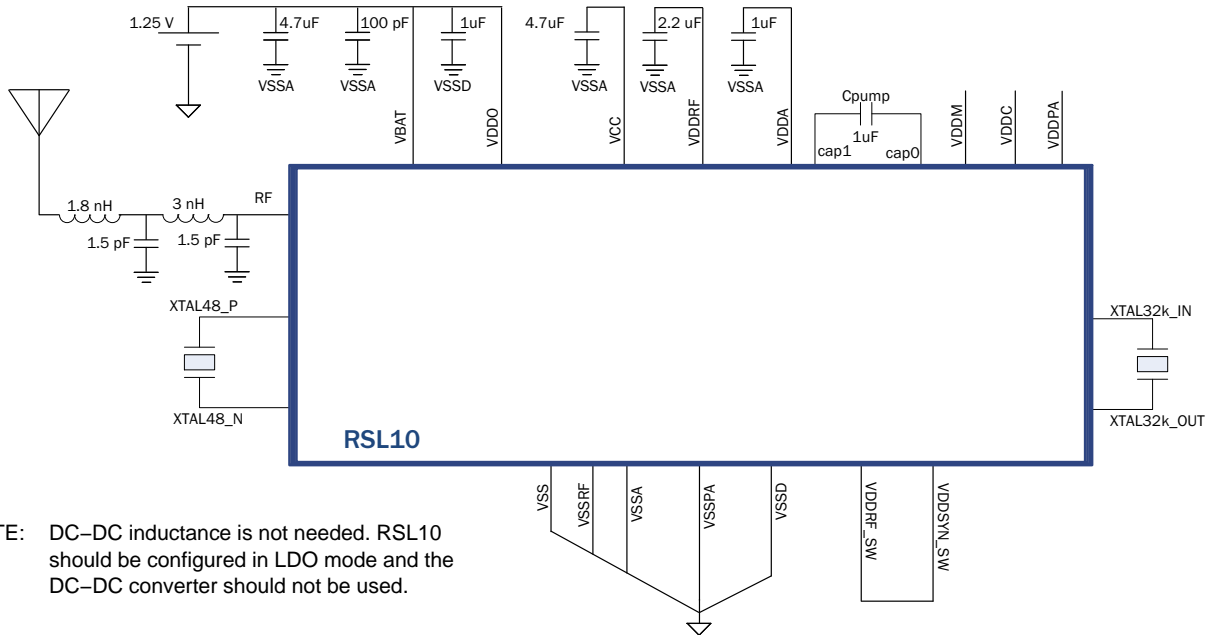 1.25 V
4.7uF
100 pF
1uF
4.7uF
2.2 uF
1uF
VSSA
VSSA
VSSD
VSSA
VSSA
VSSA
VBAT
VDDO
VCC
VDDRF
VDDA
Cpump
1uF
cap1
cap0
VDDM
VDDC
VDDPA
1.8 nH
3 nH
RF
1.5 pF
1.5 pF
XTAL48_P
XTAL48_N
XTAL32k_IN
XTAL32k_OUT
RSL10
VSS
VSSRF
VSSA
VSSPA
VSSD
VDDRF_SW
VDDSYN_SW
TE: DC−DC inductance is not needed. RSL10
should be configured in LDO mode and the
DC−DC converter should not be used.